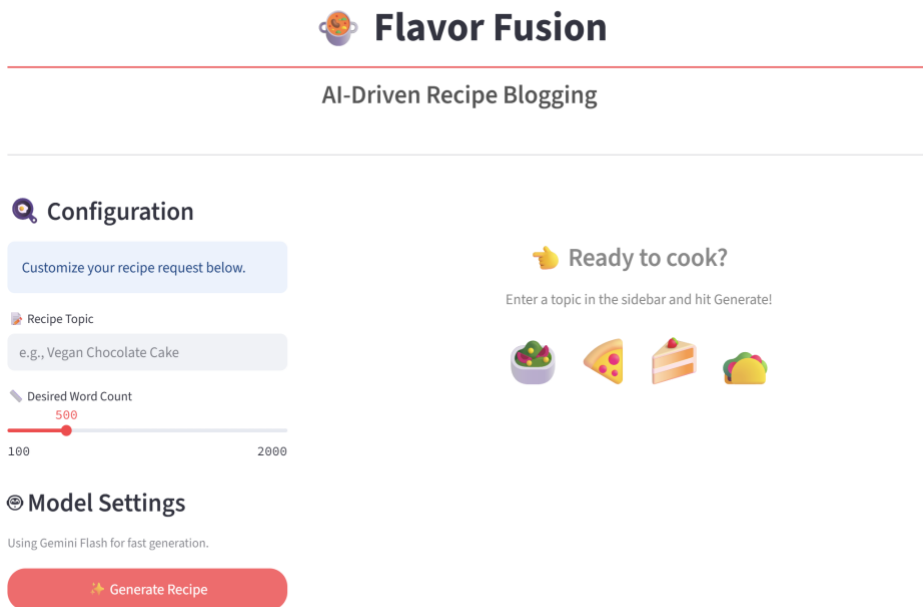 Flavor Fusion
AI-Driven Recipe Blogging
Configuration
Customize your recipe request below.
Recipe Topic
e.g., Vegan Chocolate Cake
Desired Word Count
500
100 2000
Model Settings
Using Gemini Flash for fast generation.
Generate Recipe
Ready to cook?
Enter a topic in the sidebar and hit Generate!